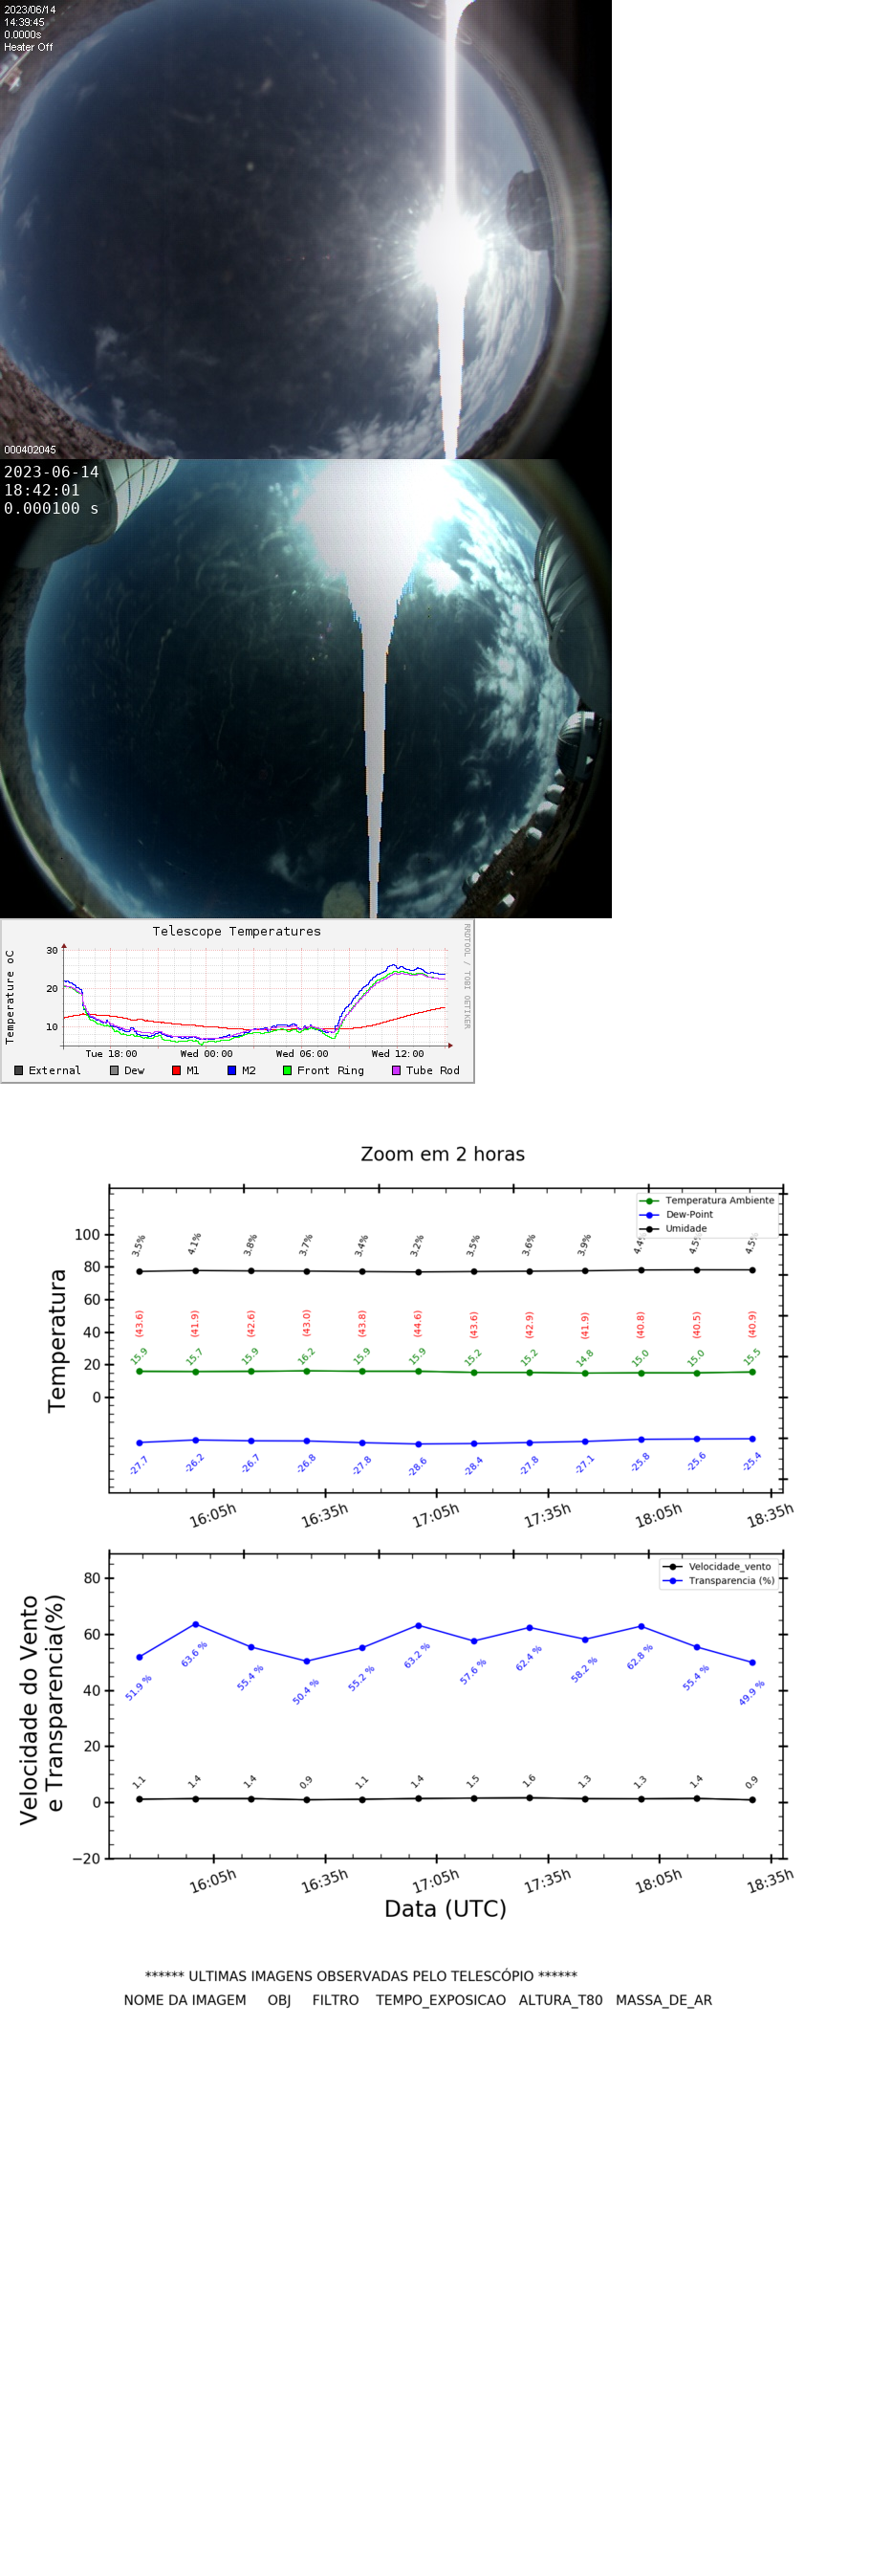 2023/06/14
14:39:45
0.0000s
Heater Off
000402045
2023-06-14
18:42:01
0.000100 s
Telescope Temperatures
RRDTOOL / TOBI OETIKER
Temperature oC
30
20
10
Tue 18:00 Wed 00:00 Wed 06:00 Wed 12:00
External Dew M1 M2 Front Ring Tube Rod
Zoom em 2 horas
Temperatura Ambiente
Dew-Point
Umidade
Temperatura
100
80
60
40
20
0
3.5% 4.1% 3.8% 3.7% 3.4% 3.2% 3.5% 3.6% 3.9% 4.4% 4.5% 4.5%
(43.6) (41.9) (42.6) (43.0) (43.8) (44.6) (43.6) (42.9) (41.9) (40.8) (40.5) (40.9)
15.9 15.7 15.9 16.2 15.9 15.9 15.2 15.2 14.8 15.0 15.0 15.5
-27.7 -26.2 -26.7 -26.8 -27.8 -28.6 -28.4 -27.8 -27.1 -25.8 -25.6 -25.4
16:05h 16:35h 17:05h 17:35h 18:05h 18:35h
Velocidade_vento
Transparencia (%)
Velocidade do Vento
e Transparencia(%)
80
60
40
20
0
−20
51.9 % 63.6 % 55.4 % 50.4 % 55.2 % 63.2 % 57.6 % 62.4 % 58.2 % 62.8 % 55.4 % 49.9 %
1.1 1.4 1.4 0.9 1.1 1.4 1.5 1.6 1.3 1.3 1.4 0.9
16:05h 16:35h 17:05h 17:35h 18:05h 18:35h
Data (UTC)
****** ULTIMAS IMAGENS OBSERVADAS PELO TELESCÓPIO ******
NOME DA IMAGEM OBJ FILTRO TEMPO_EXPOSICAO ALTURA_T80 MASSA_DE_AR